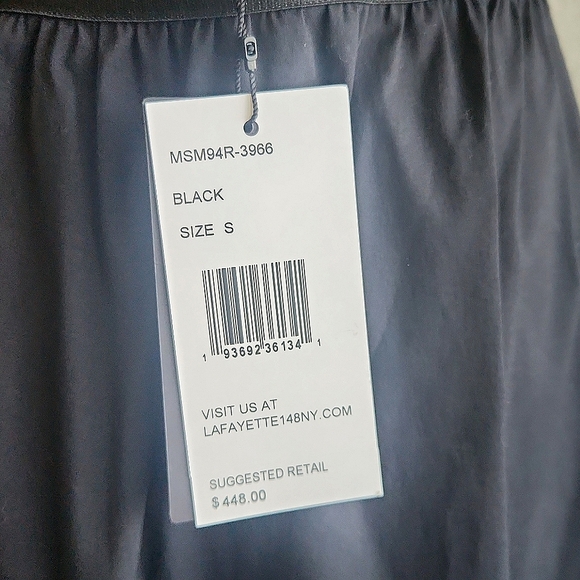 MSM94R-3966
BLACK
SIZE S
1 93692 36134 1
VISIT US AT
LAFAYETTE148NY.COM
SUGGESTED RETAIL
$448.00